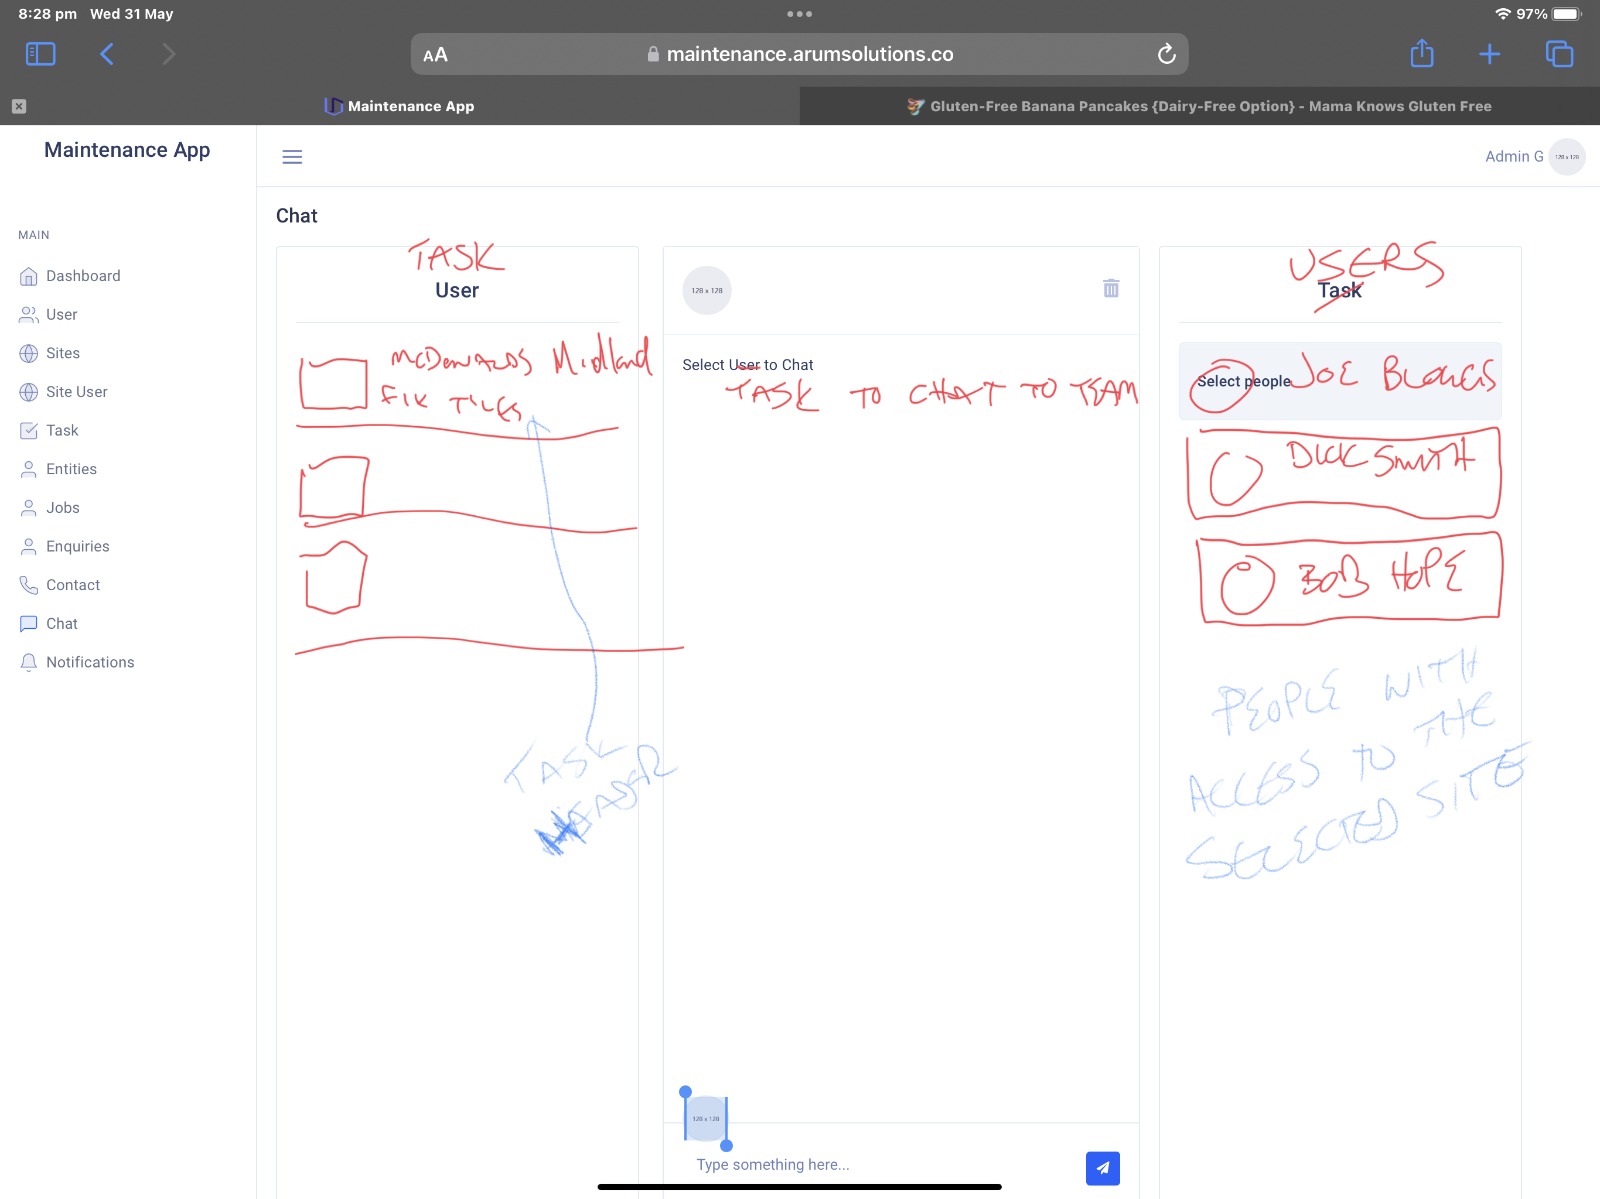 8:28 pm Wed 31 May
97%
AA
maintenance.arumsolutions.co
Maintenance App
Gluten-Free Banana Pancakes {Dairy-Free Option} - Mama Knows Gluten Free
Maintenance App
Admin G
128 x 128
Chat
MAIN
Dashboard
User
Sites
Site User
Task
Entities
Jobs
Enquiries
Contact
Chat
Notifications
TASK
User
McDonalds Midland
FIX TILES
TASK
HEADER
128 x 128
Select User to Chat
TASK TO CHAT TO TEAM
128 x 128
Type something here...
USERS
Task
Select people
JOE BLOGGS
DICK SMITH
BOB HOPE
PEOPLE WITH
ACCESS TO THE
SELECTED SITE